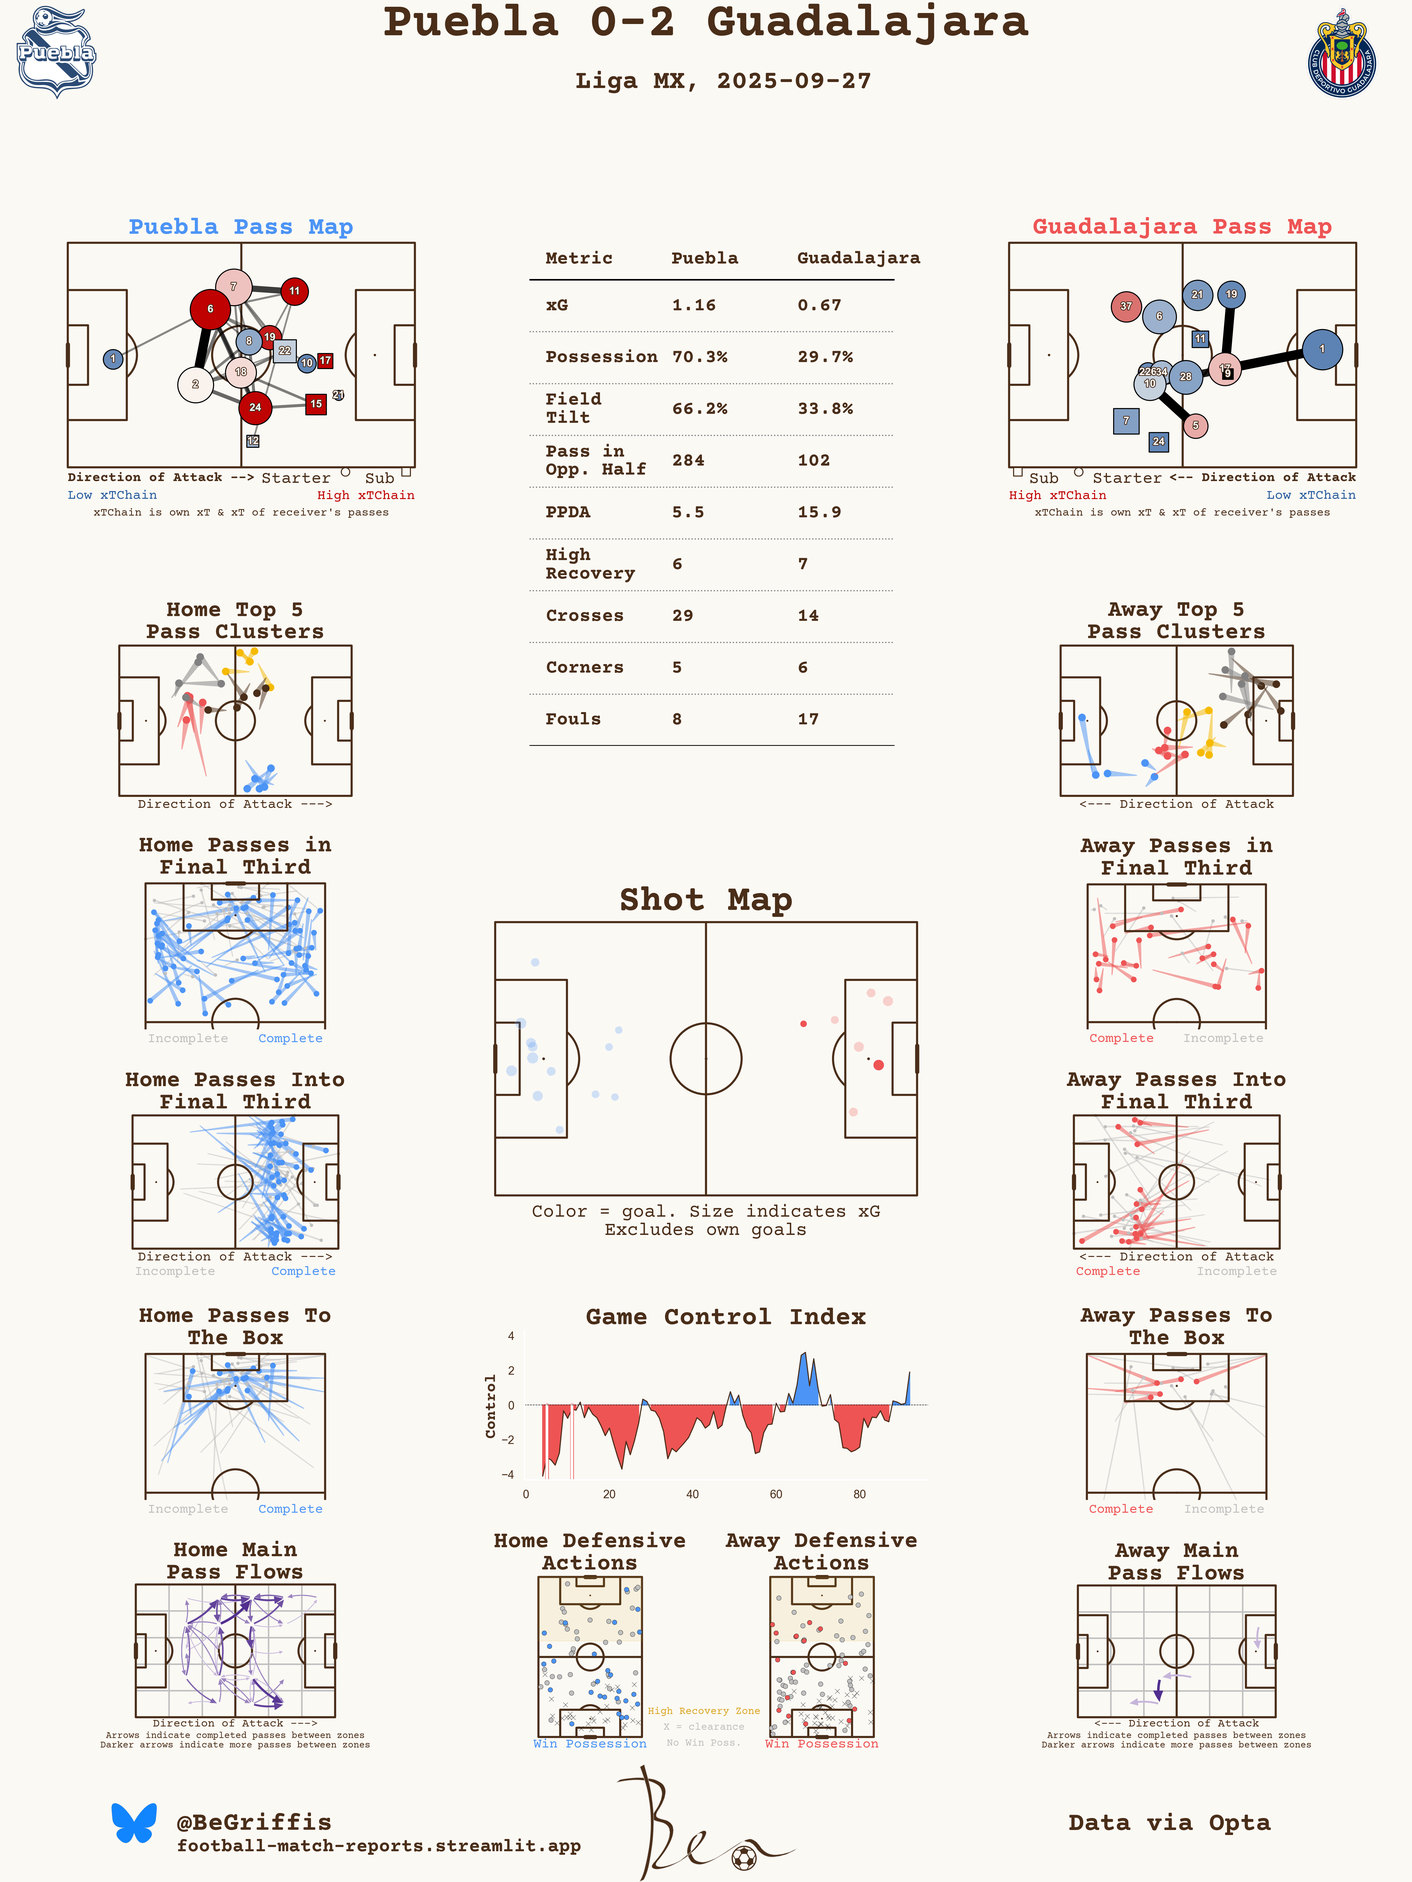 Puebla 0-2 Guadalajara
Liga MX, 2025-09-27
Puebla
CLUB DEPORTIVO GUADALAJARA
Puebla Pass Map
7
11
6
19
8
22
1
10
17
18
2
24
15
21
12
Direction of Attack --> Starter Sub
Low xTChain High xTChain
xTChain is own xT & xT of receiver's passes
Metric Puebla Guadalajara
xG 1.16 0.67
Possession 70.3% 29.7%
Field
Tilt 66.2% 33.8%
Pass in
Opp. Half 284 102
PPDA 5.5 15.9
High
Recovery 6 7
Crosses 29 14
Corners 5 6
Fouls 8 17
Guadalajara Pass Map
37
21
19
6
11
1
34
28
9
10
7
5
24
Sub Starter <-- Direction of Attack
High xTChain Low xTChain
xTChain is own xT & xT of receiver's passes
Home Top 5
Pass Clusters
Direction of Attack --->
Away Top 5
Pass Clusters
<--- Direction of Attack
Home Passes in
Final Third
Incomplete Complete
Away Passes in
Final Third
Complete Incomplete
Shot Map
Color = goal. Size indicates xG
Excludes own goals
Home Passes Into
Final Third
Direction of Attack --->
Incomplete Complete
Away Passes Into
Final Third
<--- Direction of Attack
Complete Incomplete
Home Passes To
The Box
Incomplete Complete
Game Control Index
Control
4
2
0
−2
−4
0 20 40 60 80
Away Passes To
The Box
Complete Incomplete
Home Main
Pass Flows
Direction of Attack --->
Arrows indicate completed passes between zones
Darker arrows indicate more passes between zones
Home Defensive
Actions
Win Possession
High Recovery Zone
X = clearance
No Win Poss.
Away Defensive
Actions
Win Possession
Away Main
Pass Flows
<--- Direction of Attack
Arrows indicate completed passes between zones
Darker arrows indicate more passes between zones
@BeGriffis
football-match-reports.streamlit.app
Ben
Data via Opta